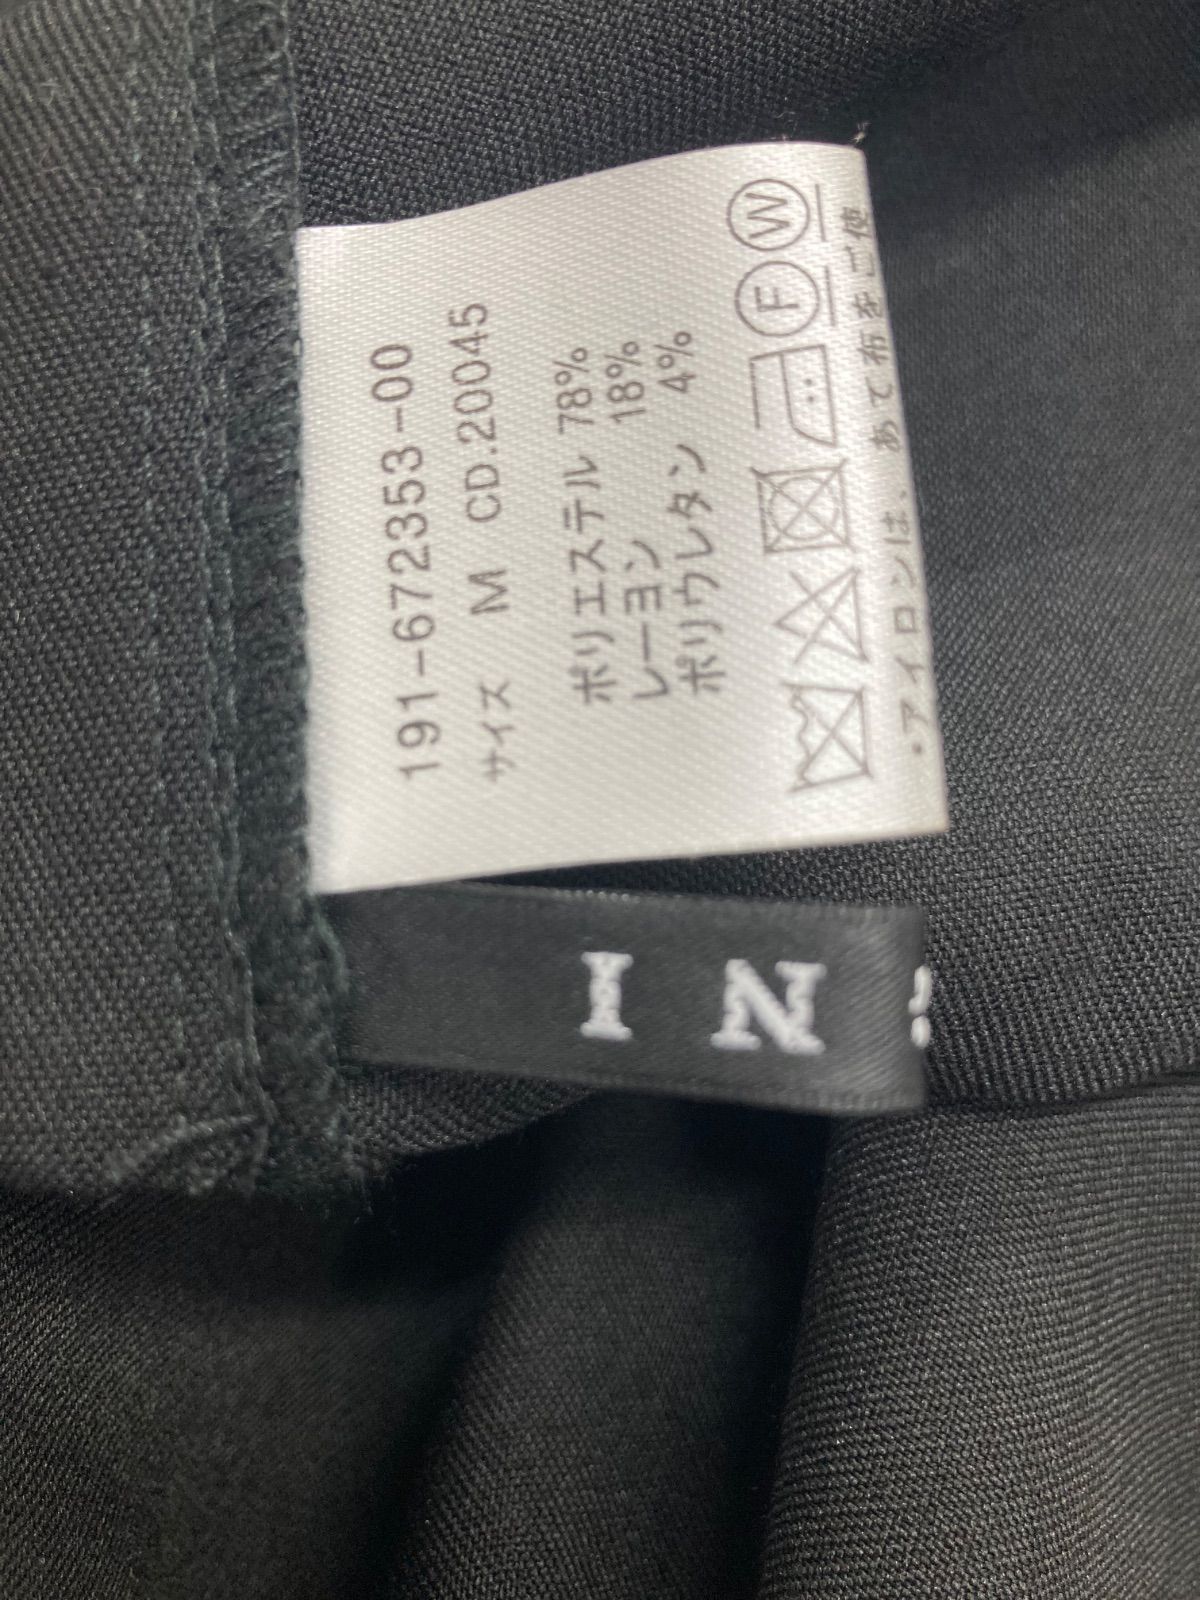 191-672353-00
サイズ M CD.20045
ポリエステル 78%
レーヨン 18%
ポリウレタン 4%
F W
・アイロンは、あて布をご使
I N